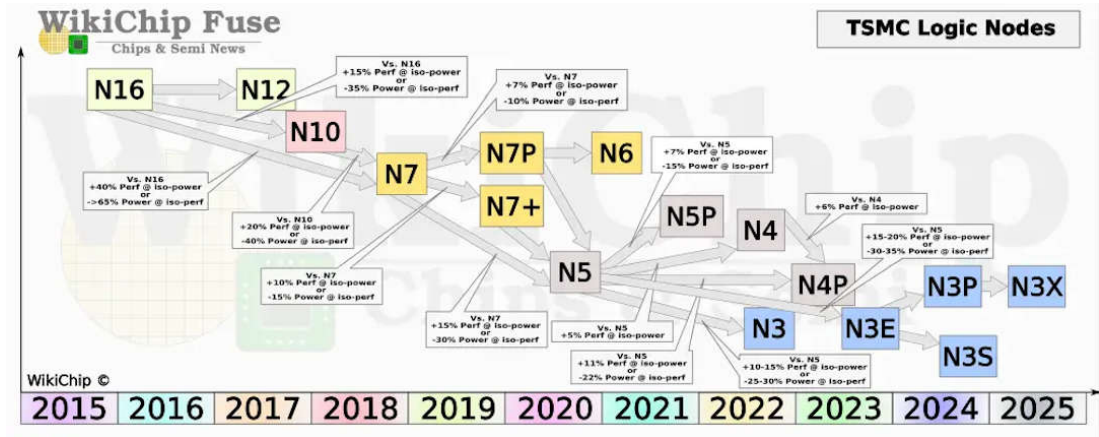 WikiChip Fuse
Chips & Semi News
TSMC Logic Nodes
N16
N12
N10
Vs. N16
+15% Perf @ iso-power
or
-35% Power @ iso-perf
Vs. N7
+7% Perf @ iso-power
or
-10% Power @ iso-perf
N7
N7P
N6
N7+
Vs. N5
+7% Perf @ iso-power
or
-15% Power @ iso-perf
Vs. N16
+40% Perf @ iso-power
or
->65% Power @ iso-perf
Vs. N10
+20% Perf @ iso-power
or
-40% Power @ iso-perf
N5P
N4
Vs. N4
+6% Perf @ iso-power
Vs. N5
+15-20% Perf @ iso-power
or
-30-35% Power @ iso-perf
Vs. N7
+10% Perf @ iso-power
or
-15% Power @ iso-perf
N5
N4P
N3P
N3X
Vs. N7
+15% Perf @ iso-power
or
-30% Power @ iso-perf
Vs. N5
+5% Perf @ iso-power
N3
N3E
N3S
Vs. N5
+11% Perf @ iso-power
or
-22% Power @ iso-perf
Vs. N5
+10-15% Perf @ iso-power
or
-25-30% Power @ iso-perf
WikiChip
Chips & Semi
WikiChip ©
2015 2016 2017 2018 2019 2020 2021 2022 2023 2024 2025